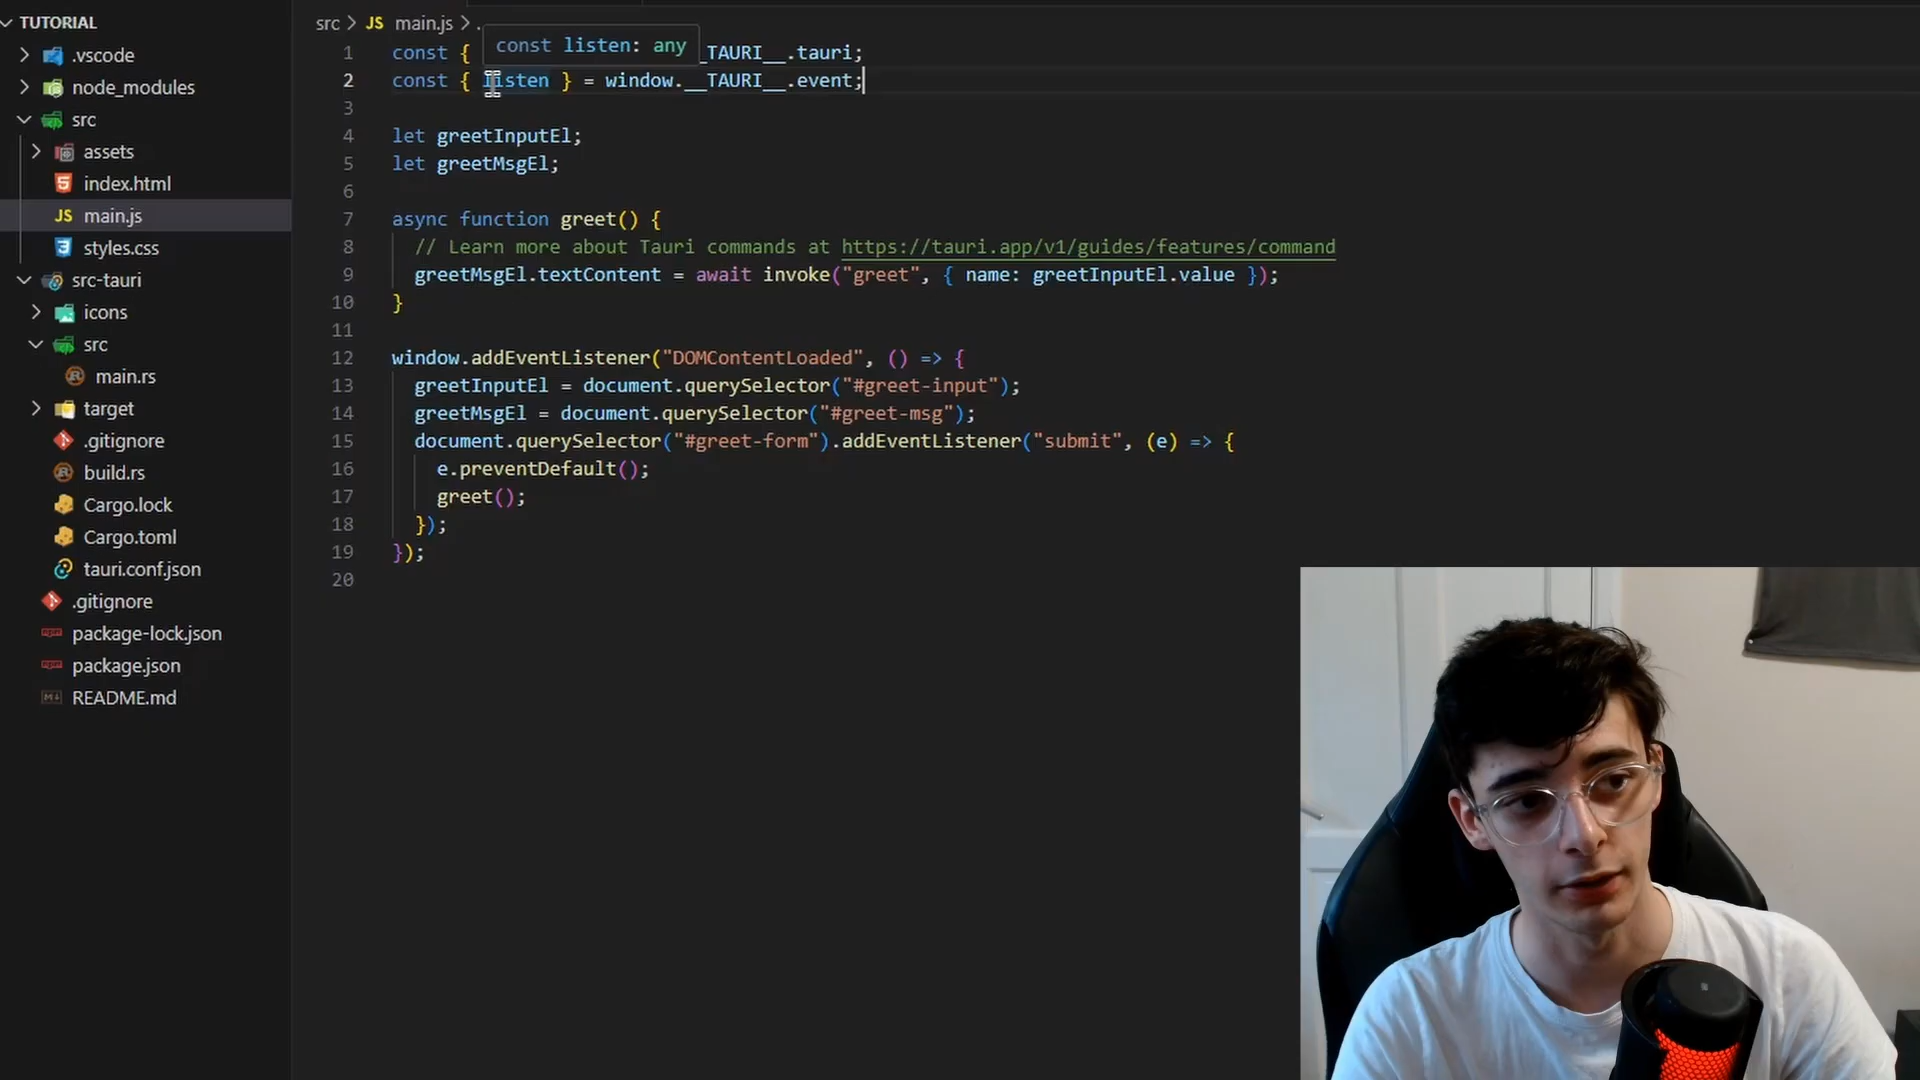 TUTORIAL
.vscode
node_modules
src
assets
index.html
JS main.js
styles.css
src-tauri
icons
src
main.rs
target
.gitignore
build.rs
Cargo.lock
Cargo.toml
tauri.conf.json
.gitignore
package-lock.json
package.json
README.md
src > JS main.js > .
const listen: any
1 const { _TAURI__.tauri;
2 const { listen } = window.__TAURI__.event;
3
4 let greetInputEl;
5 let greetMsgEl;
6
7 async function greet() {
8 // Learn more about Tauri commands at https://tauri.app/v1/guides/features/command
9 greetMsgEl.textContent = await invoke("greet", { name: greetInputEl.value });
10 }
11
12 window.addEventListener("DOMContentLoaded", () => {
13 greetInputEl = document.querySelector("#greet-input");
14 greetMsgEl = document.querySelector("#greet-msg");
15 document.querySelector("#greet-form").addEventListener("submit", (e) => {
16 e.preventDefault();
17 greet();
18 });
19 });
20